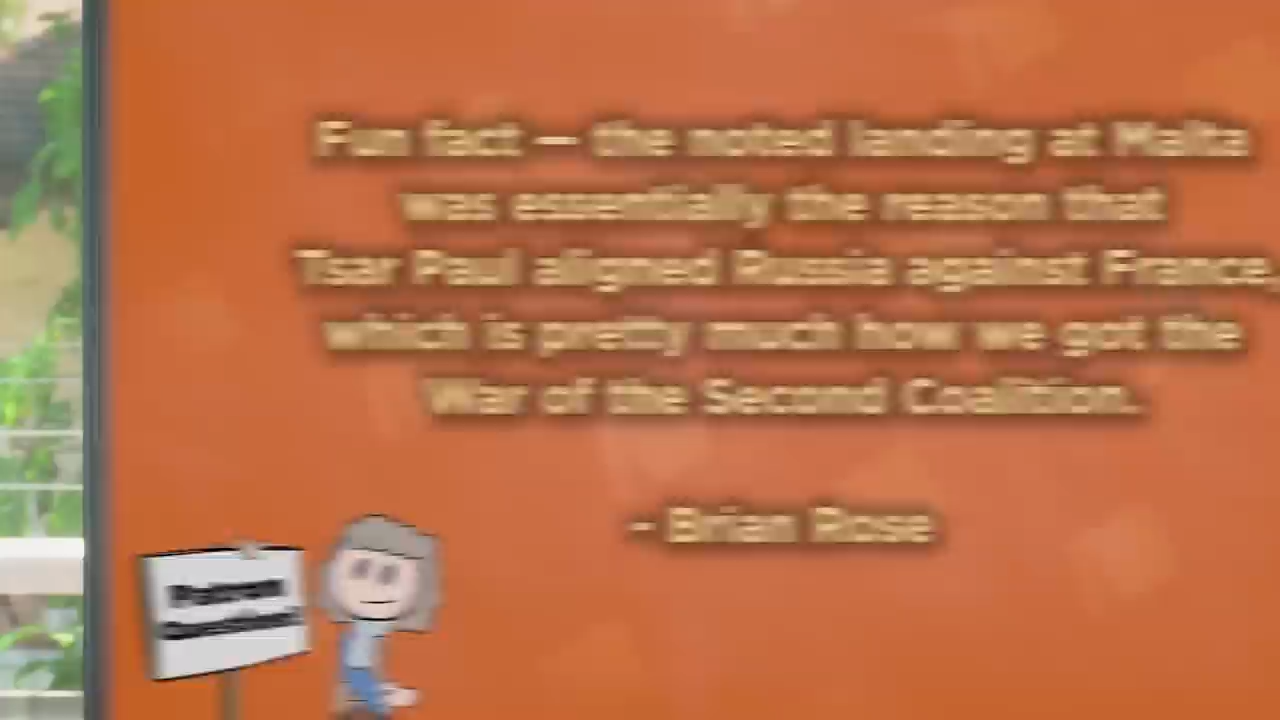 Fun fact — the noted landing at Malta
was essentially the reason that
Tsar Paul aligned Russia against France,
which is pretty much how we got the
War of the Second Coalition.
- Brian Rose
Patreon